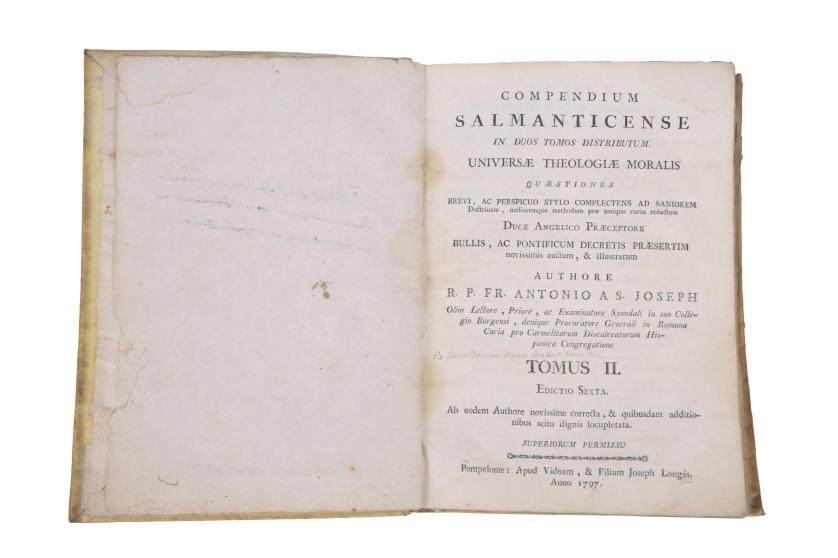 COMPENDIUM
SALMANTICENSE
IN DUOS TOMOS DISTRIBUTUM.
UNIVERSÆ THEOLOGIÆ MORALIS
QUÆSTIONES
BREVI, AC PERSPICUO STYLO COMPLECTENS AD SANIOREM
Doctrinam, melioremque methodum præ antiquo cursu redactum
DUCE ANGELICO PRÆCEPTORE
BULLIS, AC PONTIFICUM DECRETIS PRÆSERTIM
novissimis auctum, & illustratum
AUTHORE
R. P. FR. ANTONIO A S. JOSEPH
Olim Lectore, Priore, ac Examinatore Synodali in suo Colle-
gio Burgensi, denique Procuratore Generali in Romana
Curia pro Carmelitarum Discalceatorum His-
panica Congregatione
TOMUS II.
EDICTIO SEXTA.
Ab eodem Authore novissime correcta, & quibusdam additio-
nibus scitu dignis locupletata.
SUPERIORUM PERMISSU
Pompelonæ: Apud Viduam, & Filium Joseph Longás,
Anno 1797.